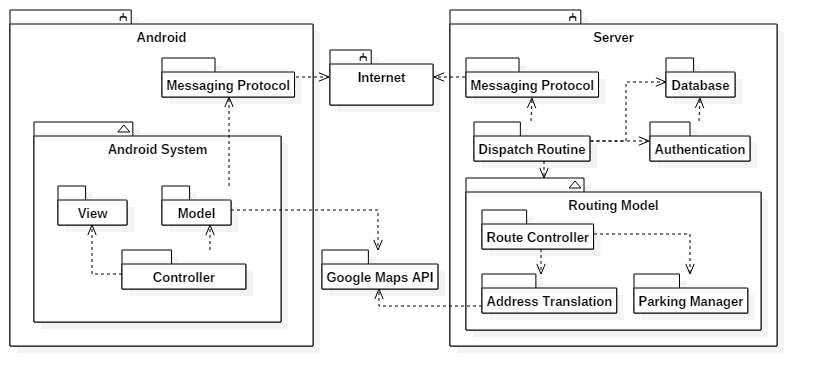 Android
Messaging Protocol
Android System
View
Model
Controller
Internet
Google Maps API
Server
Messaging Protocol
Database
Dispatch Routine
Authentication
Routing Model
Route Controller
Address Translation
Parking Manager